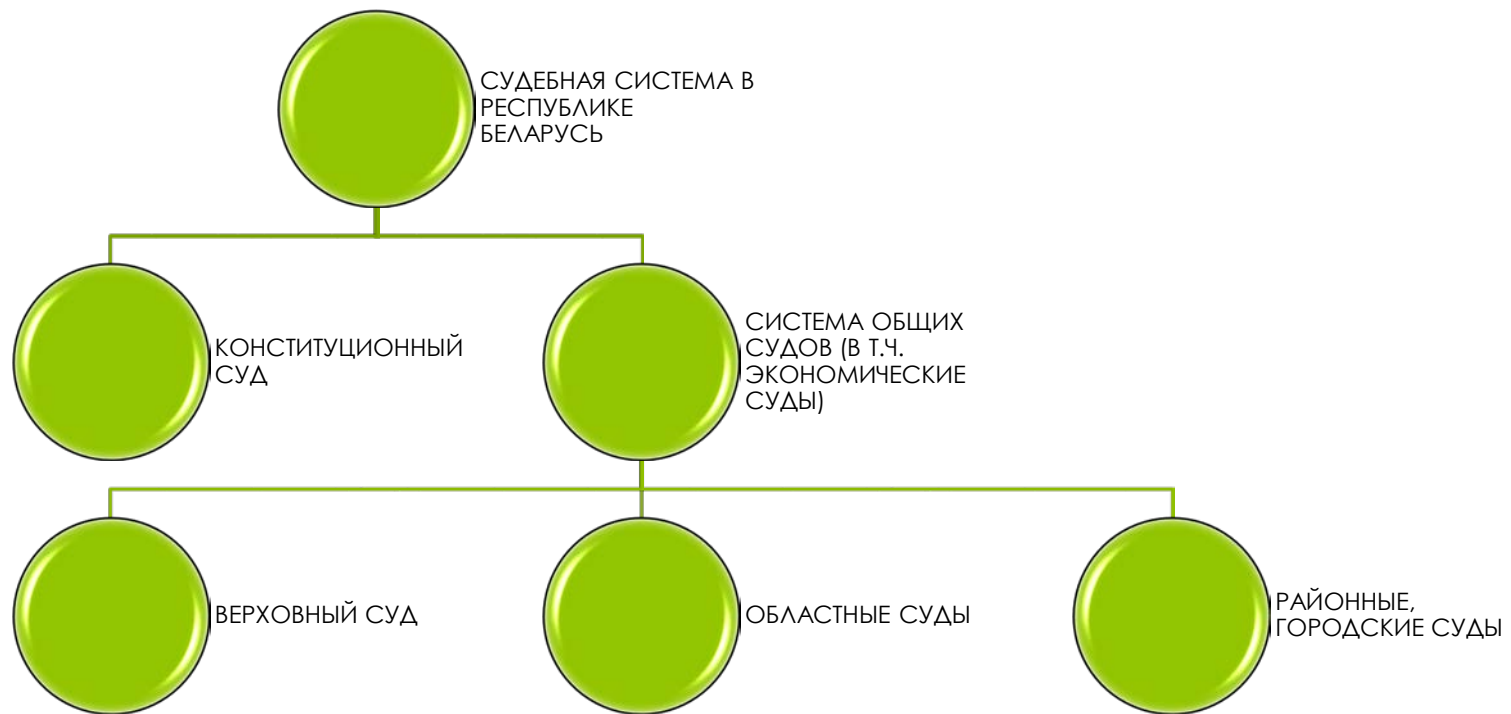 СУДЕБНАЯ СИСТЕМА В
РЕСПУБЛИКЕ
БЕЛАРУСЬ
КОНСТИТУЦИОННЫЙ
СУД
СИСТЕМА ОБЩИХ
СУДОВ (В Т.Ч.
ЭКОНОМИЧЕСКИЕ
СУДЫ)
ВЕРХОВНЫЙ СУД
ОБЛАСТНЫЕ СУДЫ
РАЙОННЫЕ,
ГОРОДСКИЕ СУДЫ